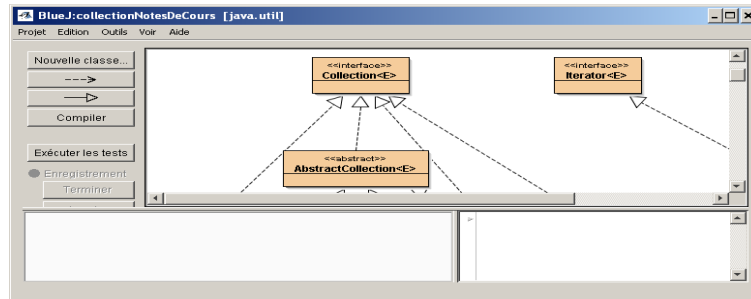 BlueJ:collectionNotesDeCours [java.util]
Projet Edition Outils Voir Aide
Nouvelle classe...
--->
Compiler
Exécuter les tests
Enregistrement
Terminer
<<interface>>
Collection<E>
<<interface>>
Iterator<E>
<<abstract>>
AbstractCollection<E>